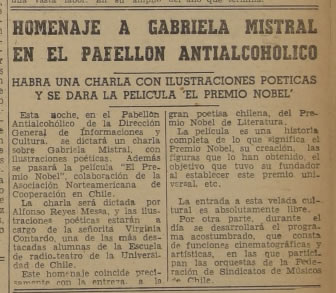 HOMENAJE A GABRIELA MISTRAL
EN EL PABELLON ANTIALCOHOLICO
HABRA UNA CHARLA CON ILUSTRACIONES POETICAS
Y SE DARA LA PELICULA 'EL PREMIO NOBEL'
Esta noche, en el Pabellón
Antialcohólico de la Dirección
General de Informaciones y
Cultura. se dictará un charla
sobre Gabriela Mistral, con
ilustraciones poéticas. Además
se pasará la película "El Pre-
mio Nobel", colaboración de la
Asociación Norteamericana de
Cooperación en Chile.
La charla será dictada por
Alfonso Reyes Messa, y las ilus-
traciones poéticas estarán a
cargo de la señorita Virginia
Contardo, una de las más des-
tacadas alumnas de la Escuela
de radio.teatro de la Universi-
dad de Chile.
Este homenaje coincide preci-
samente con la entrega, a la
gran poetisa chilena, del Pre-
mio Nobel de Literatura.
La película es una historia
completa de lo que significa el
Premio Nobel, su creación, las
figuras que lo han obtenido, el
objetivo que tuvo su fundador
al establecer este premio uni-
versal, etc.
La entrada a esta velada cul-
tural es absolutamente libre.
Por otra parte, durante el
día se desarrollará el progra-
ma acostumbrado, que consta
de funciones cinematográficas y
artísticas, en las que partici-
pan las orquestas de la Fede-
ración de Sindicatos de Músicos
de Chile.